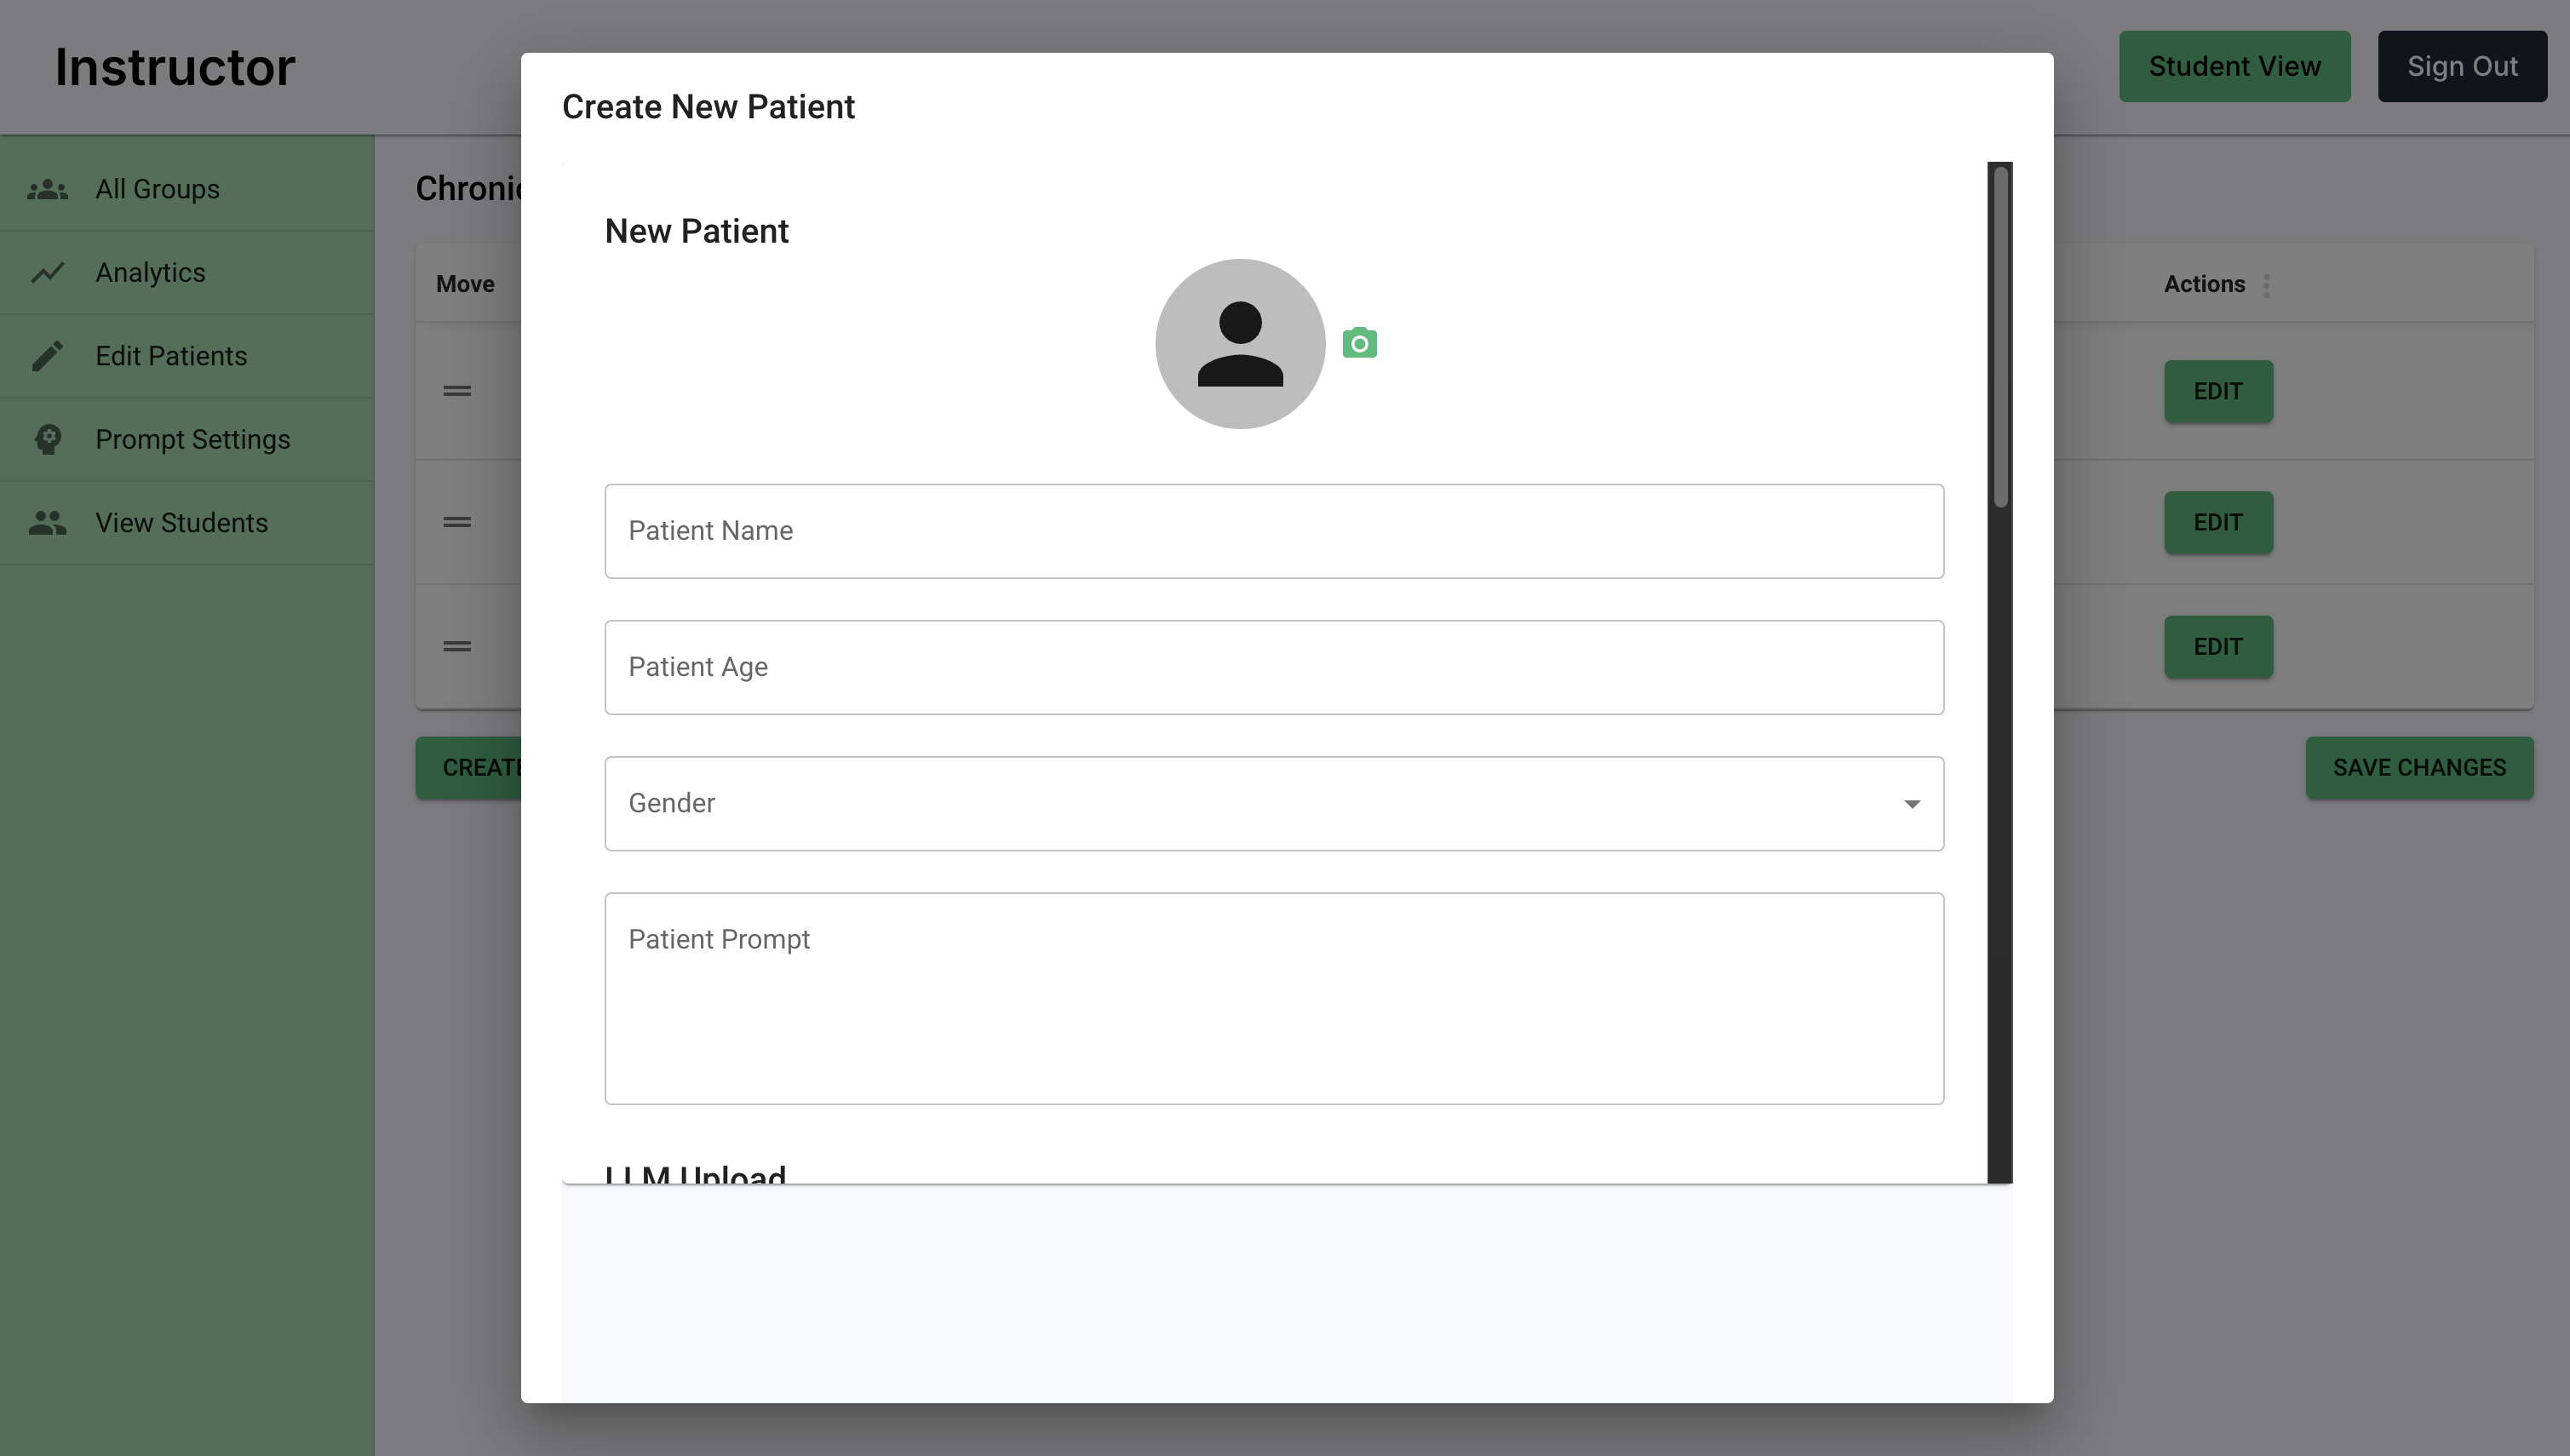 Instructor
Student View
Sign Out
All Groups
Analytics
Edit Patients
Prompt Settings
View Students
Chronic
Move
Actions
EDIT
EDIT
EDIT
CREATE
SAVE CHANGES
Create New Patient
New Patient
Patient Name
Patient Age
Gender
Patient Prompt
LLM Upload